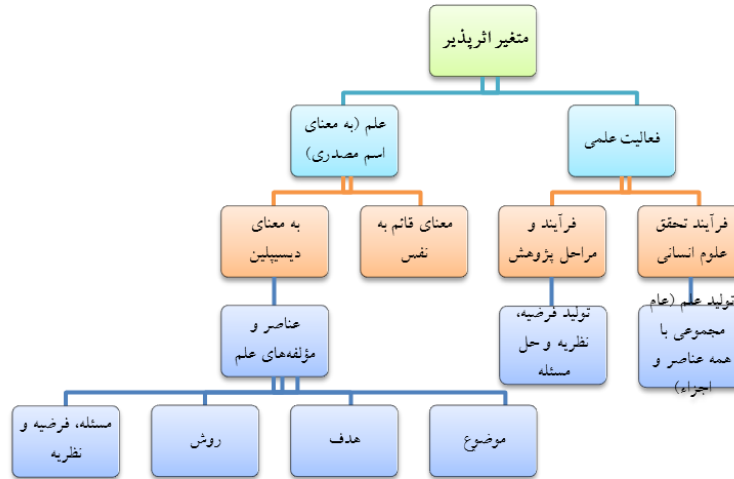 متغیر اثرپذیر
فعالیت علمی
علم (به معنای
اسم مصدری)
فرآیند تحقق
علوم انسانی
فرآیند و
مراحل پژوهش
معنای قائم به
نفس
به معنای
دیسیپلین
تولید علم (عام
مجموعی با
همه عناصر و
اجزاء)
تولید فرضیه،
نظریه و حل
مسئله
عناصر و
مؤلفه‌های علم
موضوع
هدف
روش
مسئله، فرضیه و
نظریه